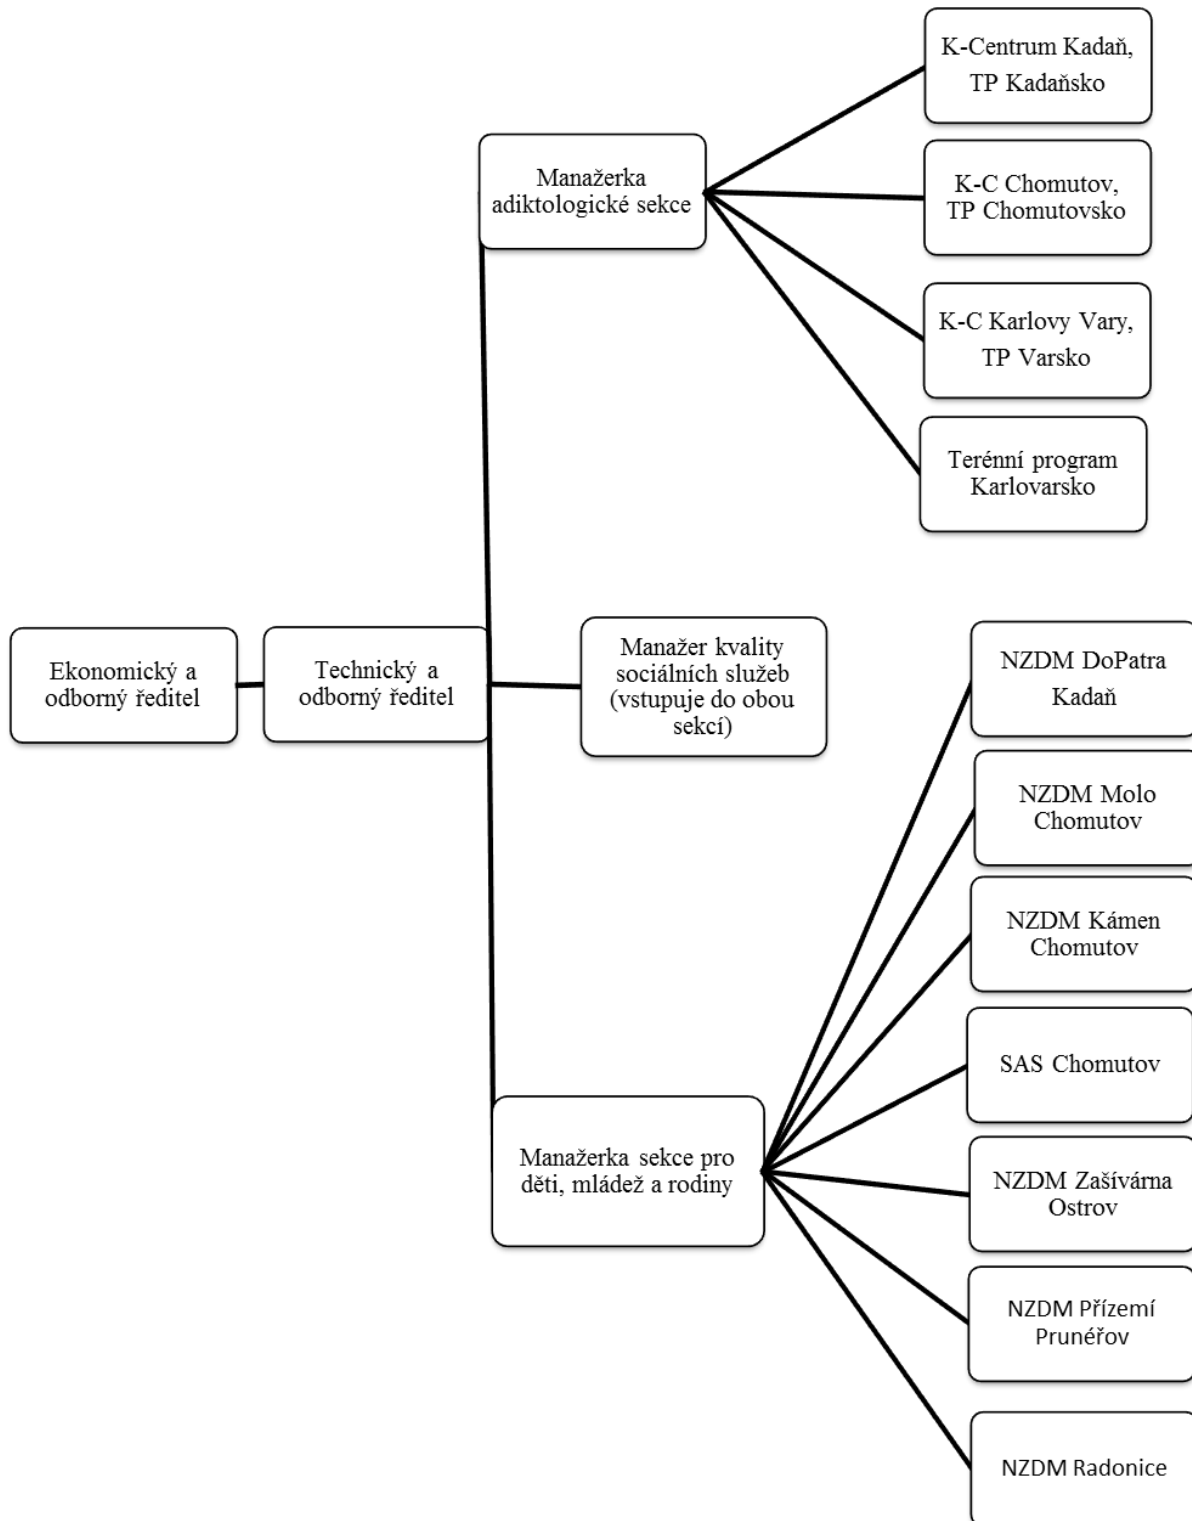 K-Centrum Kadaň,
TP Kadaňsko
Manažerka
adiktologické sekce
K-C Chomutov,
TP Chomutovsko
K-C Karlovy Vary,
TP Varsko
Terénní program
Karlovarsko
Ekonomický a
odborný ředitel
Technický a
odborný ředitel
Manažer kvality
sociálních služeb
(vstupuje do obou
sekcí)
NZDM DoPatra
Kadaň
NZDM Molo
Chomutov
NZDM Kámen
Chomutov
SAS Chomutov
Manažerka sekce pro
děti, mládež a rodiny
NZDM Zašívárna
Ostrov
NZDM Přízemí
Prunéřov
NZDM Radonice